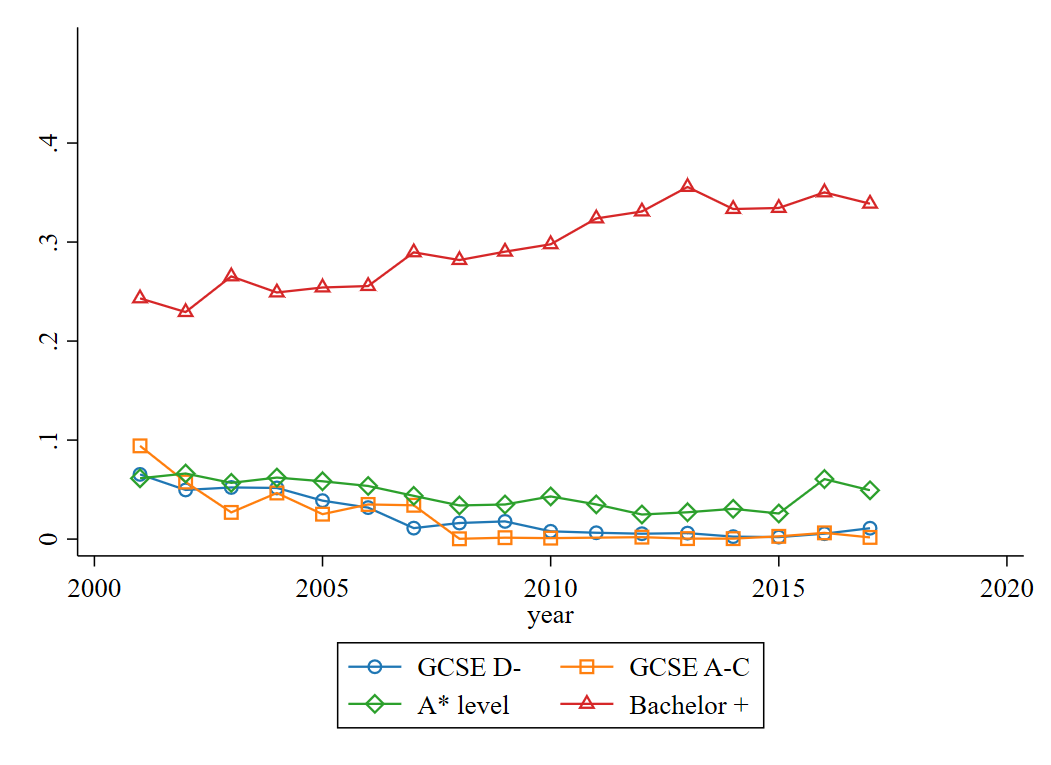 .4
.3
.2
.1
0
2000 2005 2010 2015 2020
year
GCSE D- GCSE A-C
A* level Bachelor +